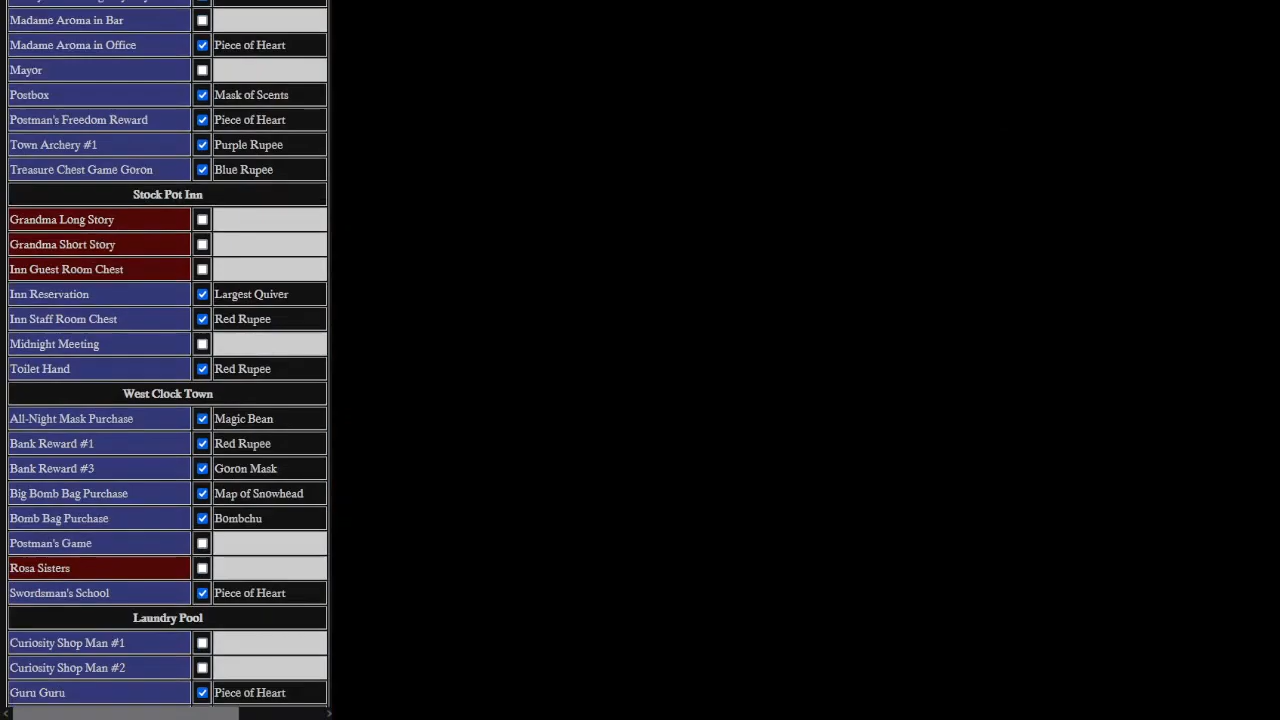 Madame Aroma in Bar
Madame Aroma in Office Piece of Heart
Mayor
Postbox Mask of Scents
Postman's Freedom Reward Piece of Heart
Town Archery #1 Purple Rupee
Treasure Chest Game Goron Blue Rupee
Stock Pot Inn
Grandma Long Story
Grandma Short Story
Inn Guest Room Chest
Inn Reservation Largest Quiver
Inn Staff Room Chest Red Rupee
Midnight Meeting
Toilet Hand Red Rupee
West Clock Town
All-Night Mask Purchase Magic Bean
Bank Reward #1 Red Rupee
Bank Reward #3 Goron Mask
Big Bomb Bag Purchase Map of Snowhead
Bomb Bag Purchase Bombchu
Postman's Game
Rosa Sisters
Swordsman's School Piece of Heart
Laundry Pool
Curiosity Shop Man #1
Curiosity Shop Man #2
Guru Guru Piece of Heart